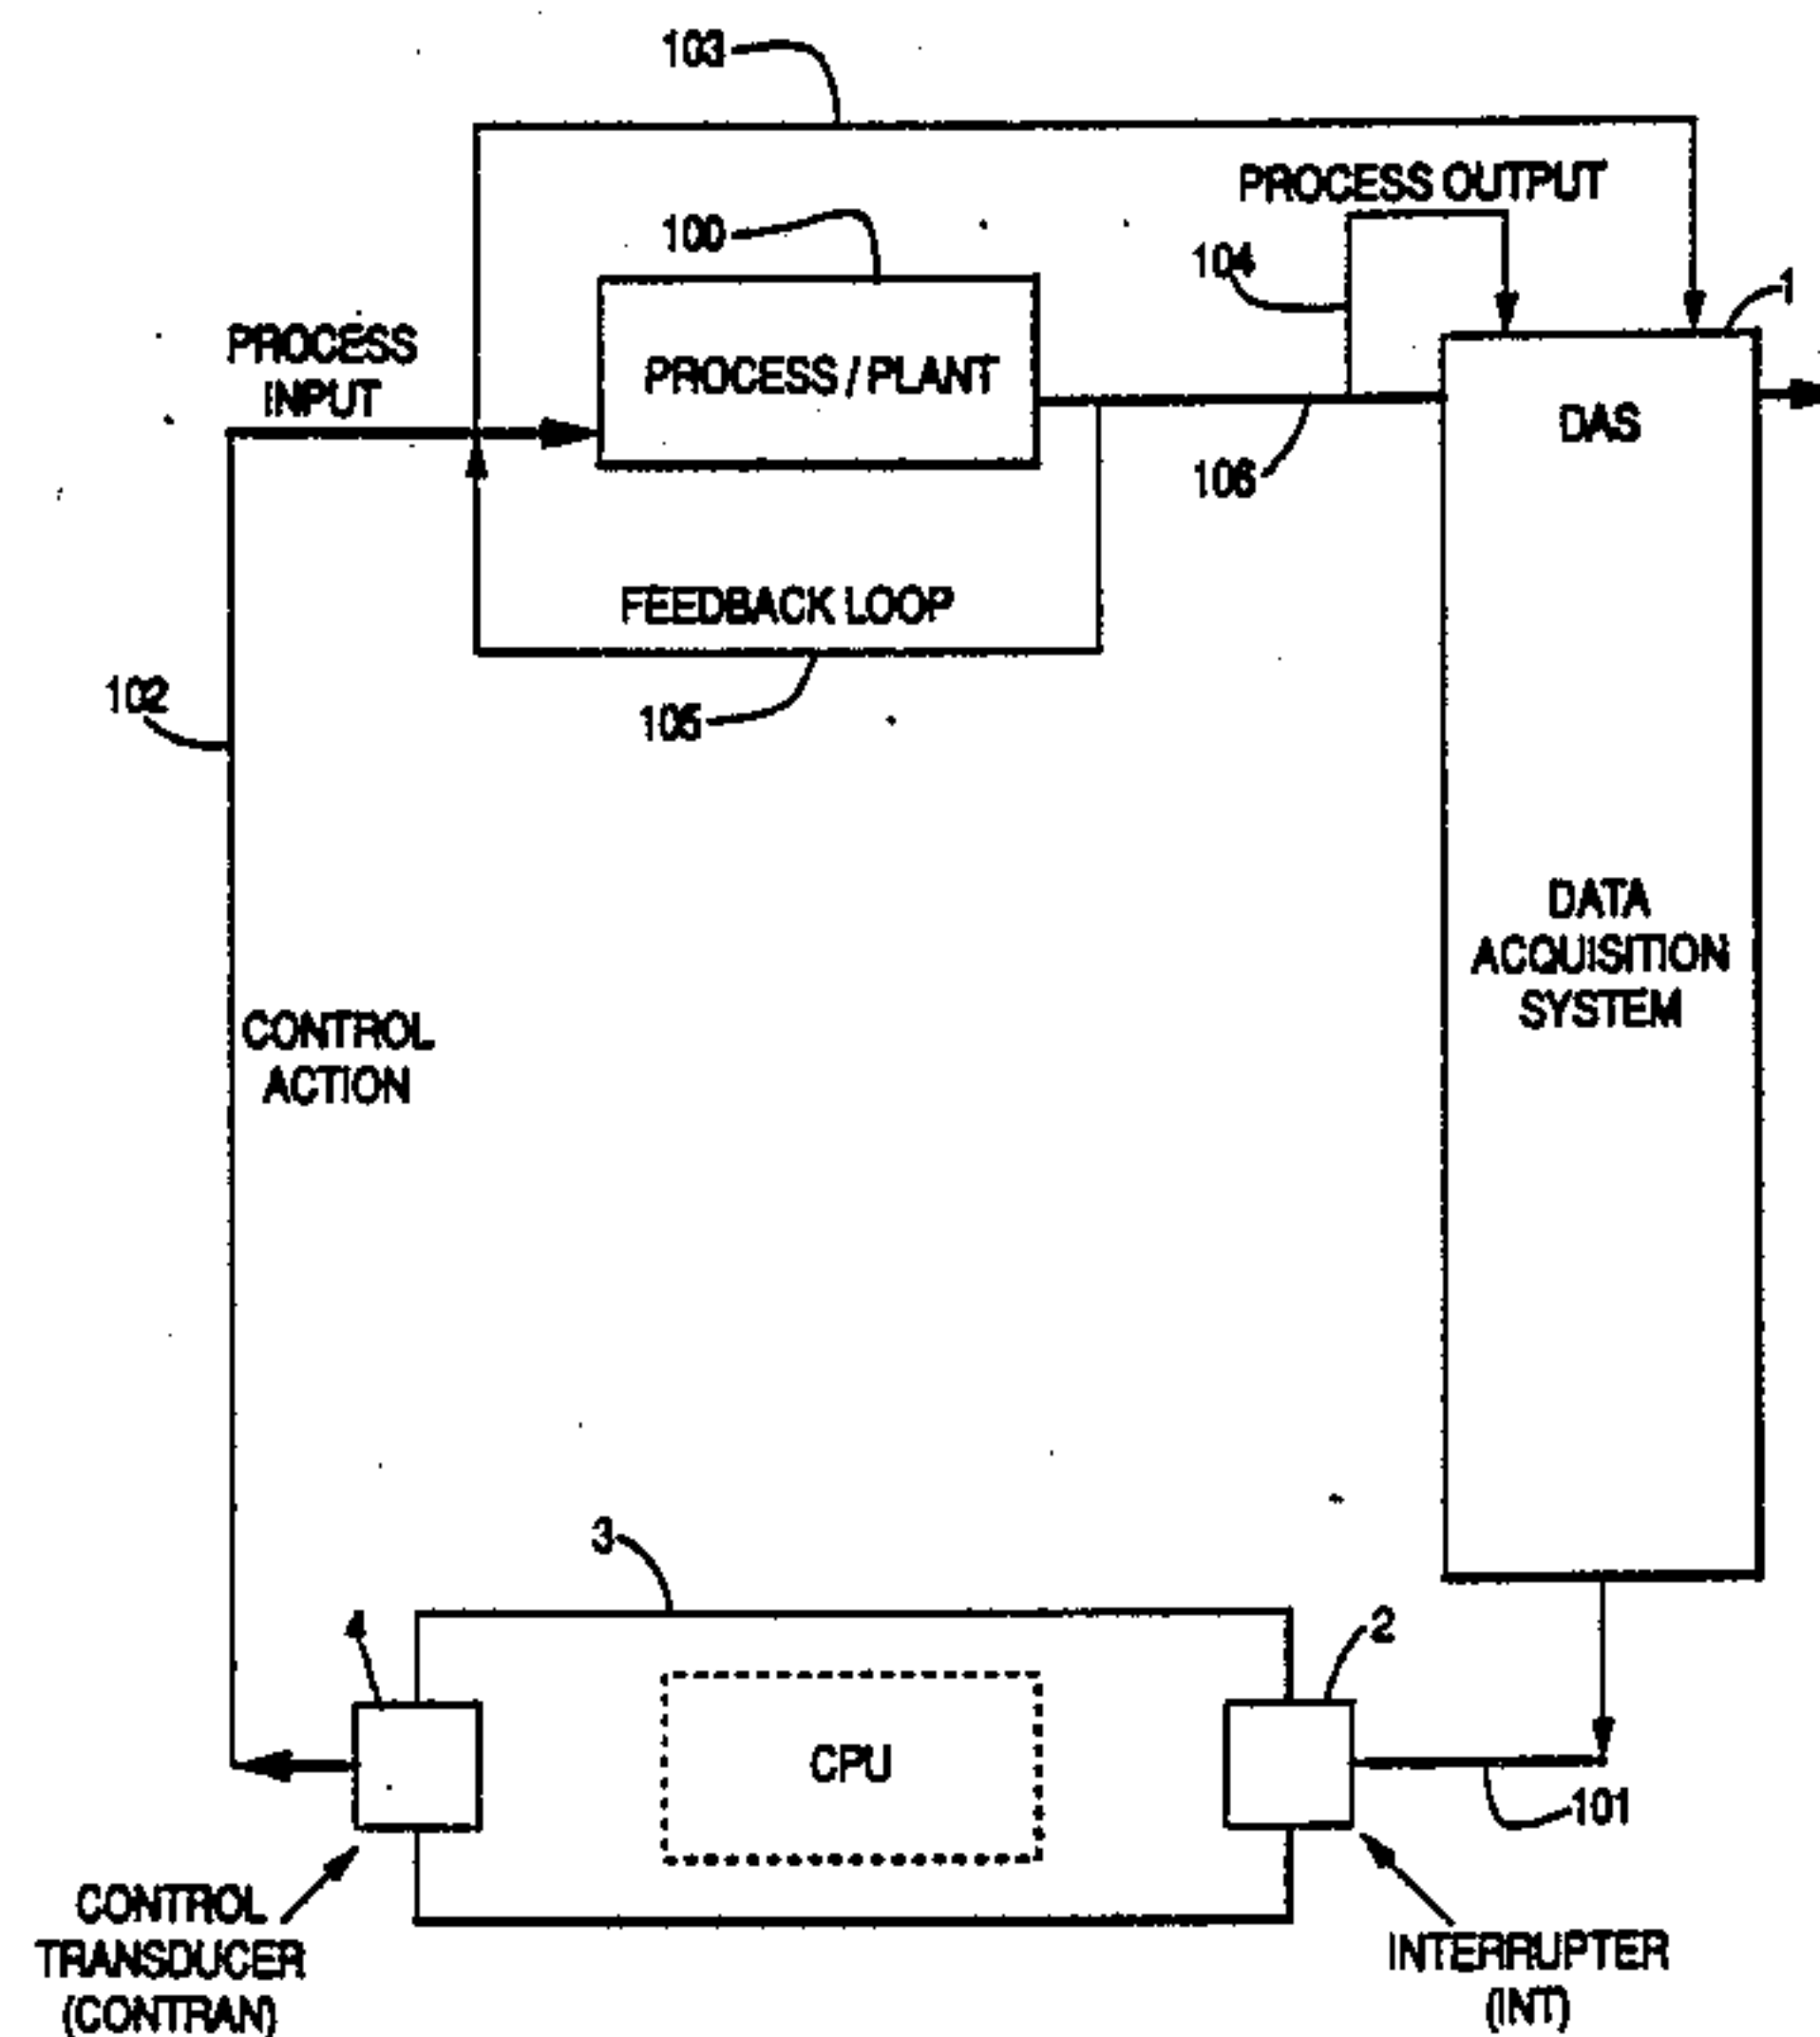 103
PROCESS OUTPUT
100
104
1
PROCESS
INPUT
PROCESS / PLANT
DAS
106
FEEDBACK LOOP
102
105
DATA
ACQUISITION
SYSTEM
CONTROL
ACTION
3
4
2
CPU
101
CONTROL
TRANSDUCER
(CONTRAN)
INTERRUPTER
(INT)